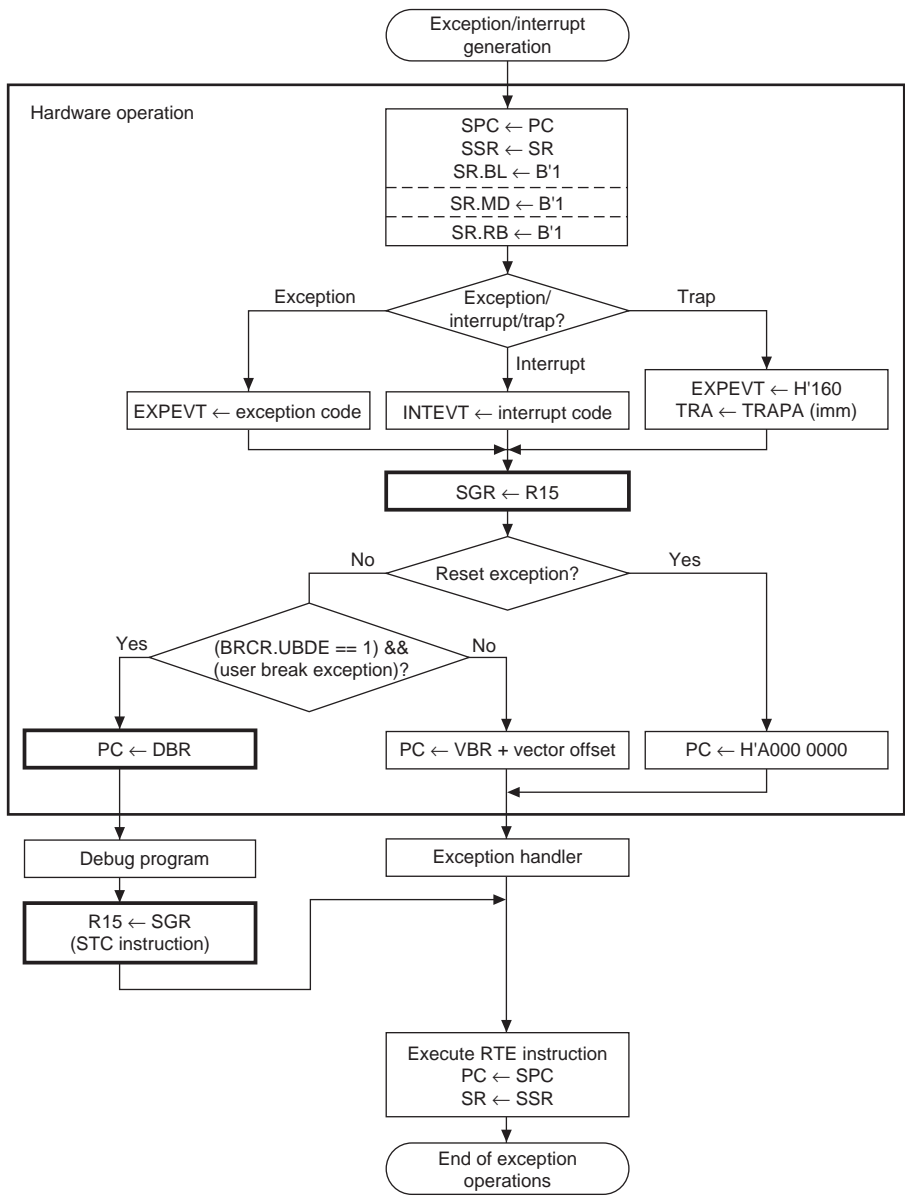 Exception/interrupt
generation
Hardware operation
SPC ← PC
SSR ← SR
SR.BL ← B'1
SR.MD ← B'1
SR.RB ← B'1
Exception
Exception/
interrupt/trap?
Trap
Interrupt
EXPEVT ← exception code
INTEVT ← interrupt code
EXPEVT ← H'160
TRA ← TRAPA (imm)
SGR ← R15
No
Reset exception?
Yes
Yes
(BRCR.UBDE == 1) &&
(user break exception)?
No
PC ← DBR
PC ← VBR + vector offset
PC ← H'A000 0000
Debug program
Exception handler
R15 ← SGR
(STC instruction)
Execute RTE instruction
PC ← SPC
SR ← SSR
End of exception
operations